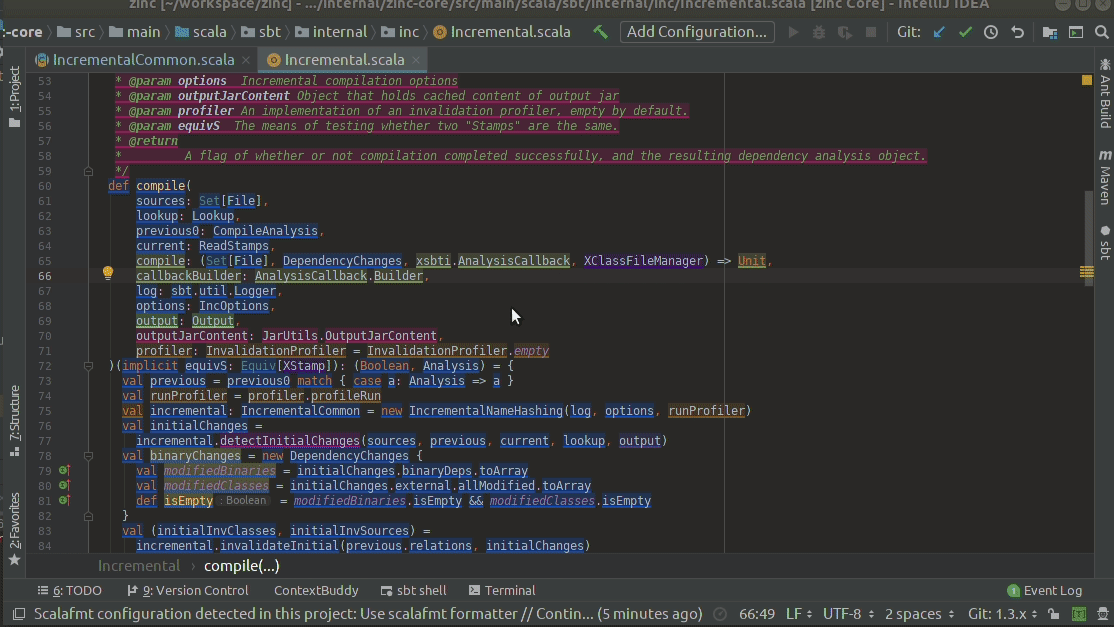 zinc [~/workspace/zinc] - .../internal/zinc-core/src/main/scala/sbt/internal/inc/Incremental.scala [zinc Core] - IntelliJ IDEA
:-core src main scala sbt internal inc Incremental.scala Add Configuration... Git:
IncrementalCommon.scala Incremental.scala
53 * @param options Incremental compilation options
54 * @param outputJarContent Object that holds cached content of output jar
55 * @param profiler An implementation of an invalidation profiler, empty by default.
56 * @param equivS The means of testing whether two "Stamps" are the same.
57 * @return
58 * A flag of whether or not compilation completed successfully, and the resulting dependency analysis object.
59 */
60 def compile(
61 sources: Set[File],
62 lookup: Lookup,
63 previous0: CompileAnalysis,
64 current: ReadStamps,
65 compile: (Set[File], DependencyChanges, xsbti.AnalysisCallback, XClassFileManager) => Unit,
66 callbackBuilder: AnalysisCallback.Builder,
67 log: sbt.util.Logger,
68 options: IncOptions,
69 output: Output,
70 outputJarContent: JarUtils.OutputJarContent,
71 profiler: InvalidationProfiler = InvalidationProfiler.empty
72 )(implicit equivS: Equiv[XStamp]): (Boolean, Analysis) = {
73 val previous = previous0 match { case a: Analysis => a }
74 val runProfiler = profiler.profileRun
75 val incremental: IncrementalCommon = new IncrementalNameHashing(log, options, runProfiler)
76 val initialChanges =
77 incremental.detectInitialChanges(sources, previous, current, lookup, output)
78 val binaryChanges = new DependencyChanges {
79 val modifiedBinaries = initialChanges.binaryDeps.toArray
80 val modifiedClasses = initialChanges.external.allModified.toArray
81 def isEmpty : Boolean = modifiedBinaries.isEmpty && modifiedClasses.isEmpty
82 }
83 val (initialInvClasses, initialInvSources) =
84 incremental.invalidateInitial(previous.relations, initialChanges)
1: Project
7: Structure
2: Favorites
Ant Build
Maven
sbt
Incremental › compile(...)
6: TODO 9: Version Control ContextBuddy sbt shell Terminal 1 Event Log
Scalafmt configuration detected in this project: Use scalafmt formatter // Contin... (5 minutes ago) 66:49 LF UTF-8 2 spaces Git: 1.3.x